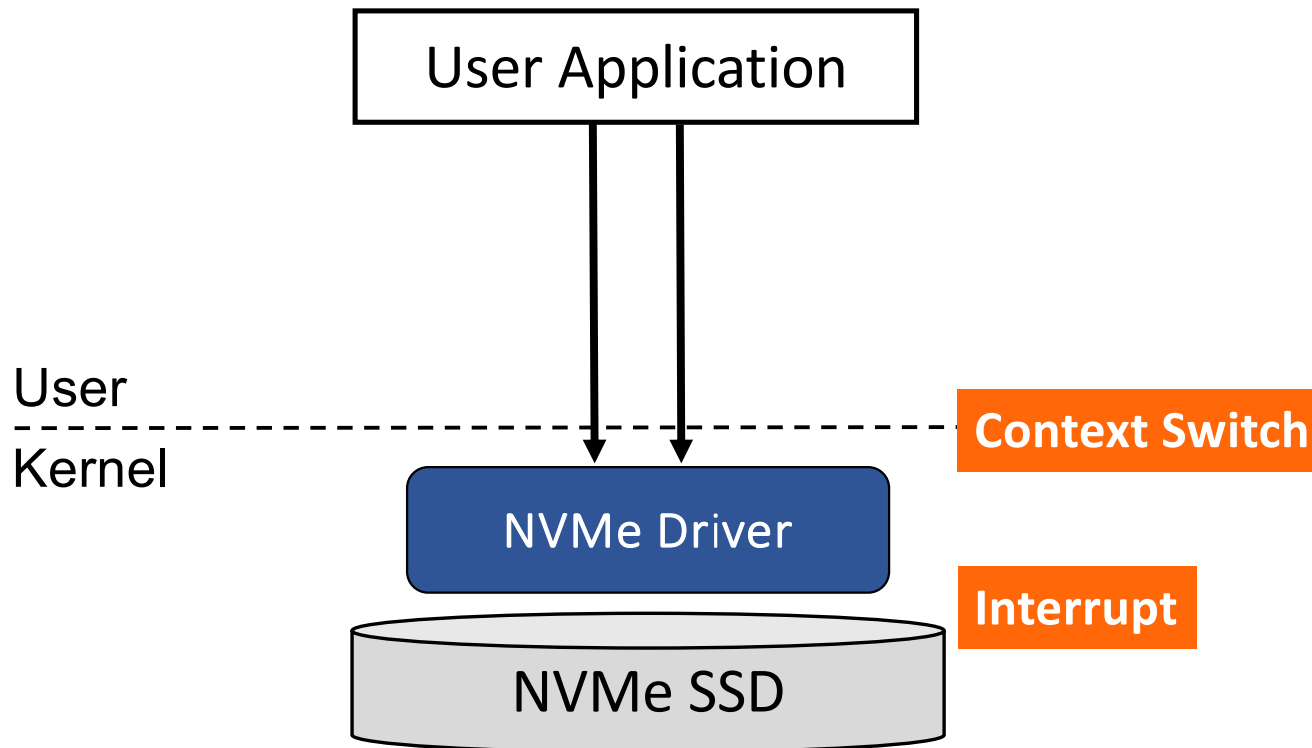 User Application
User
Context Switch
Kernel
NVMe Driver
Interrupt
NVMe SSD